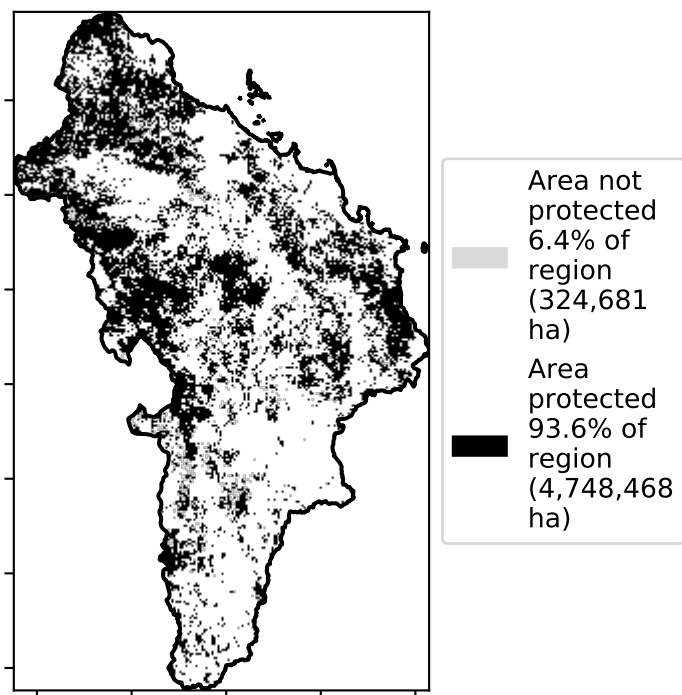 Area not
protected
6.4% of
region
(324,681
ha)
Area
protected
93.6% of
region
(4,748,468
ha)